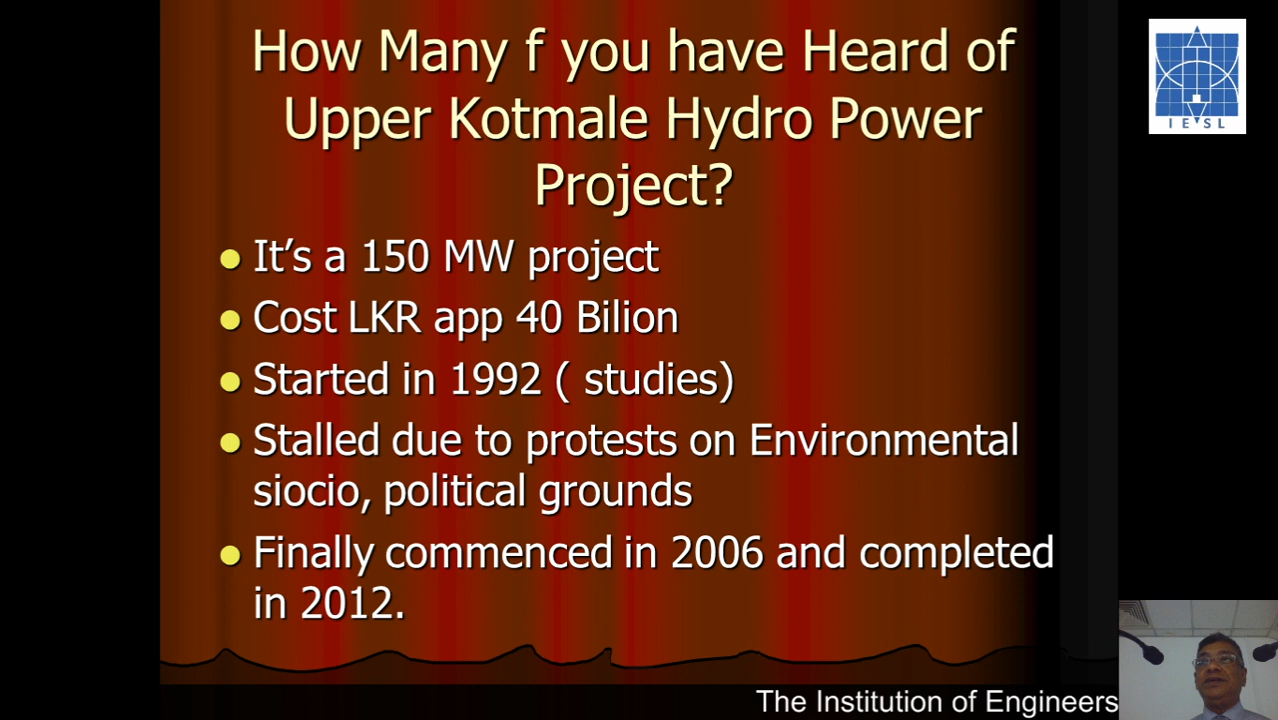 How Many f you have Heard of
Upper Kotmale Hydro Power
Project?
It’s a 150 MW project
Cost LKR app 40 Bilion
Started in 1992 ( studies)
Stalled due to protests on Environmental
siocio, political grounds
Finally commenced in 2006 and completed
in 2012.
The Institution of Engineers
I E S L